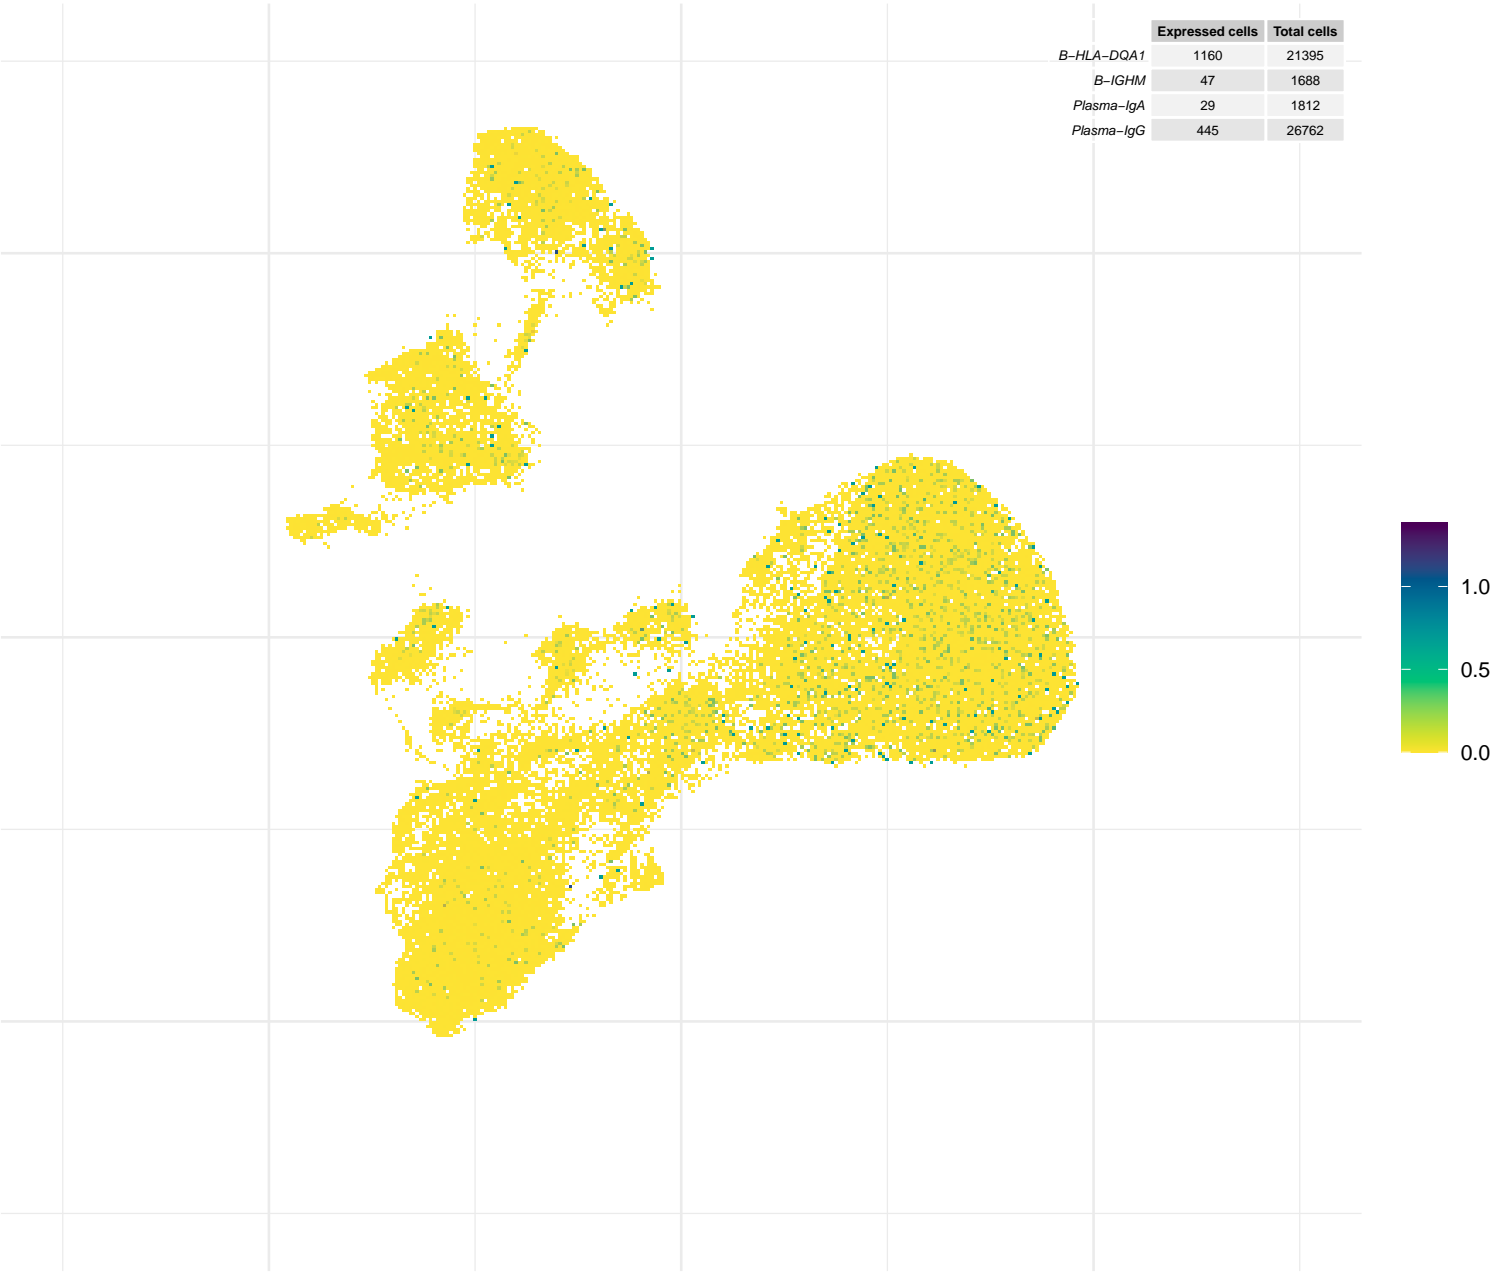 Expressed cells Total cells
B-HLA-DQA1 1160 21395
B-IGHM 47 1688
Plasma-IgA 29 1812
Plasma-IgG 445 26762
1.0
0.5
0.0